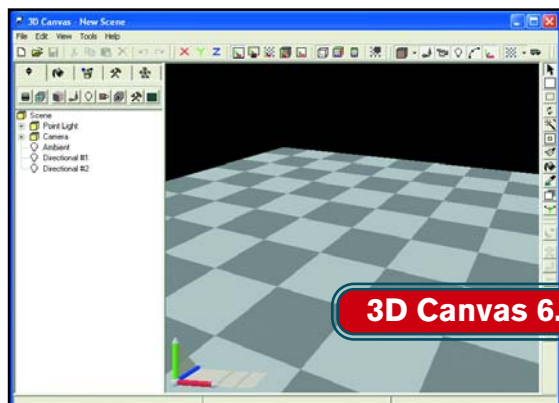 3D Canvas - New Scene
File Edit View Tools Help
X Y Z
Scene
Point Light
Camera
Ambient
Directional #1
Directional #2
3D Canvas 6.